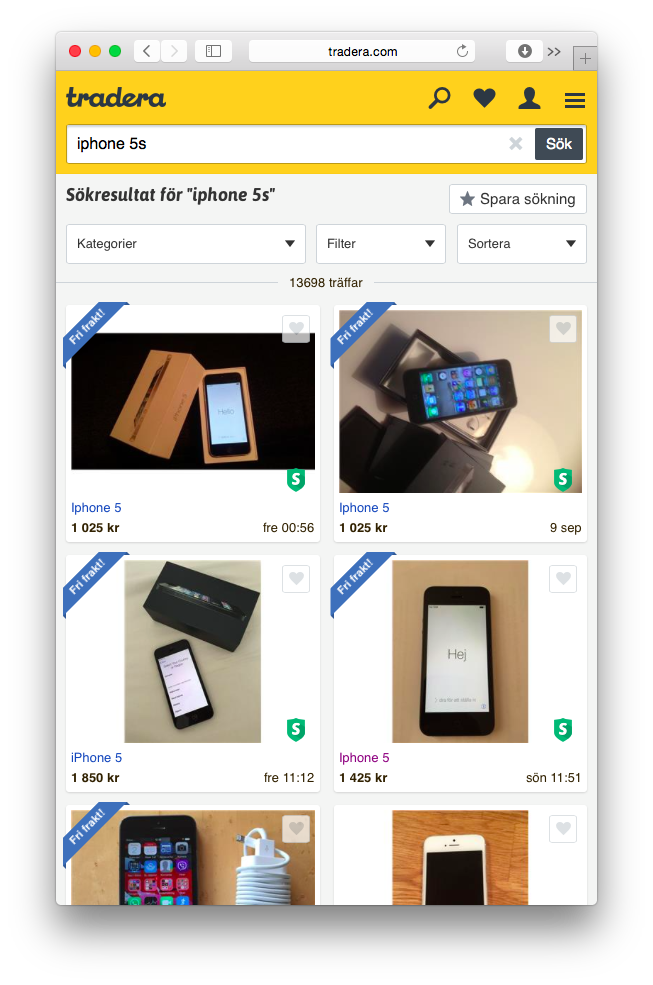 tradera.com
tradera
iphone 5s
Sök
Sökresultat för "iphone 5s"
Spara sökning
Kategorier
Filter
Sortera
13698 träffar
Fri frakt!
Hello
Iphone 5
1 025 kr
fre 00:56
Fri frakt!
Iphone 5
1 025 kr
9 sep
Fri frakt!
iPhone 5
1 850 kr
fre 11:12
Fri frakt!
Hej
Iphone 5
1 425 kr
sön 11:51
Fri frakt!